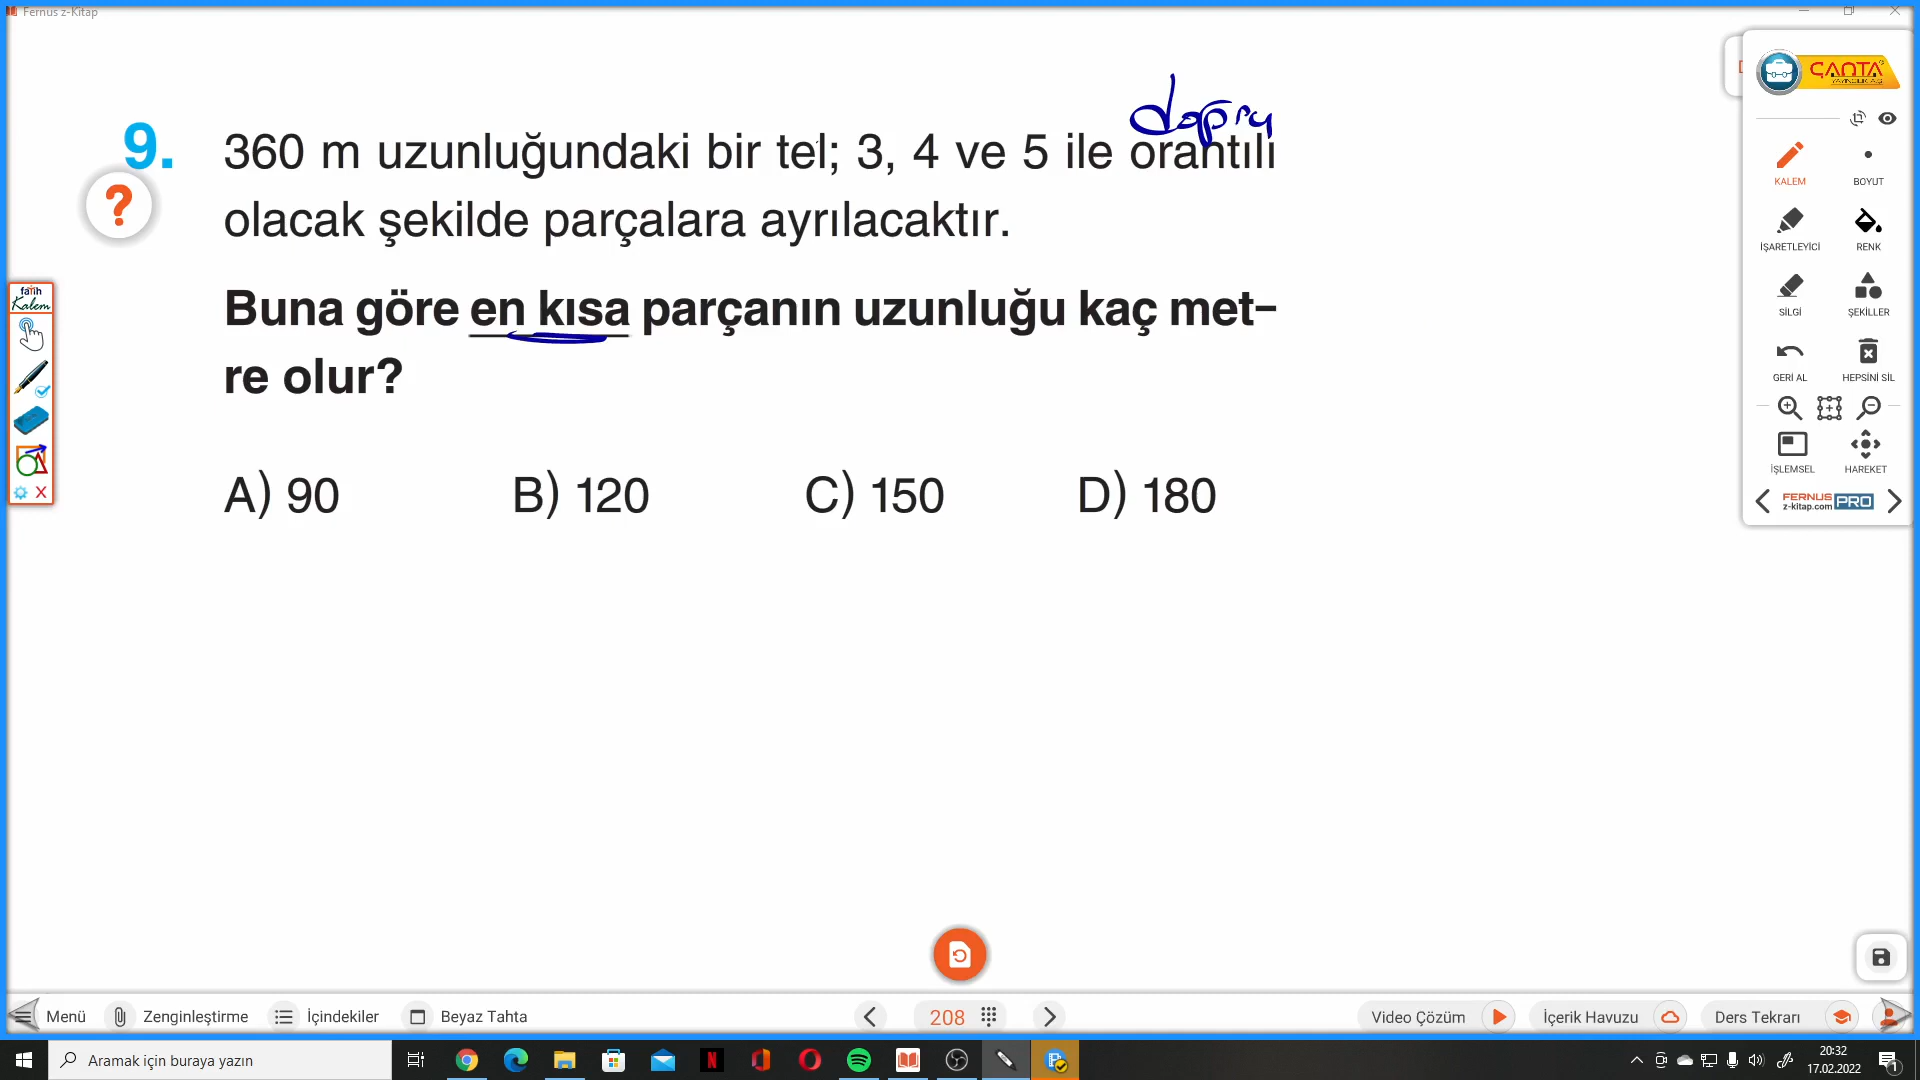 Fernus z-Kitap
doğru
9. 360 m uzunluğundaki bir tel; 3, 4 ve 5 ile orantılı
olacak şekilde parçalara ayrılacaktır.
?
Buna göre en kısa parçanın uzunluğu kaç met-
re olur?
A) 90 B) 120 C) 150 D) 180
fatih
Kalem
X
ÇANTA
KALEM BOYUT
İŞARETLEYİCİ RENK
SİLGİ ŞEKİLLER
GERİ AL HEPSİNİ SİL
İŞLEMSEL HAREKET
FERNUS
z-kitap.com PRO
Menü Zenginleştirme İçindekiler Beyaz Tahta 208 Video Çözüm İçerik Havuzu Ders Tekrarı
Aramak için buraya yazın
20:32
17.02.2022
1